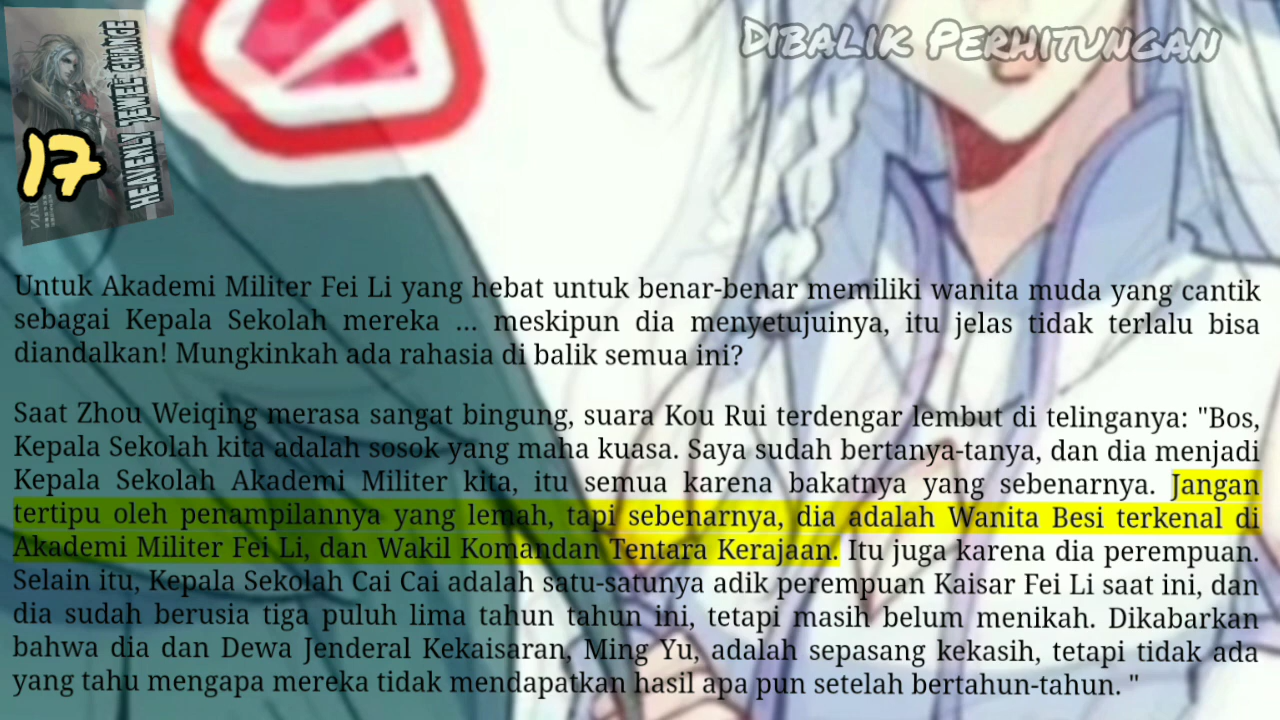 DIBALIK PERHITUNGAN
HEAVENLY JEWEL CHANGE
17
Untuk Akademi Militer Fei Li yang hebat untuk benar-benar memiliki wanita muda yang cantik
sebagai Kepala Sekolah mereka ... meskipun dia menyetujuinya, itu jelas tidak terlalu bisa
diandalkan! Mungkinkah ada rahasia di balik semua ini?
Saat Zhou Weiqing merasa sangat bingung, suara Kou Rui terdengar lembut di telinganya: "Bos,
Kepala Sekolah kita adalah sosok yang maha kuasa. Saya sudah bertanya-tanya, dan dia menjadi
Kepala Sekolah Akademi Militer kita, itu semua karena bakatnya yang sebenarnya. Jangan
tertipu oleh penampilannya yang lemah, tapi sebenarnya, dia adalah Wanita Besi terkenal di
Akademi Militer Fei Li, dan Wakil Komandan Tentara Kerajaan. Itu juga karena dia perempuan.
Selain itu, Kepala Sekolah Cai Cai adalah satu-satunya adik perempuan Kaisar Fei Li saat ini, dan
dia sudah berusia tiga puluh lima tahun tahun ini, tetapi masih belum menikah. Dikabarkan
bahwa dia dan Dewa Jenderal Kekaisaran, Ming Yu, adalah sepasang kekasih, tetapi tidak ada
yang tahu mengapa mereka tidak mendapatkan hasil apa pun setelah bertahun-tahun. "